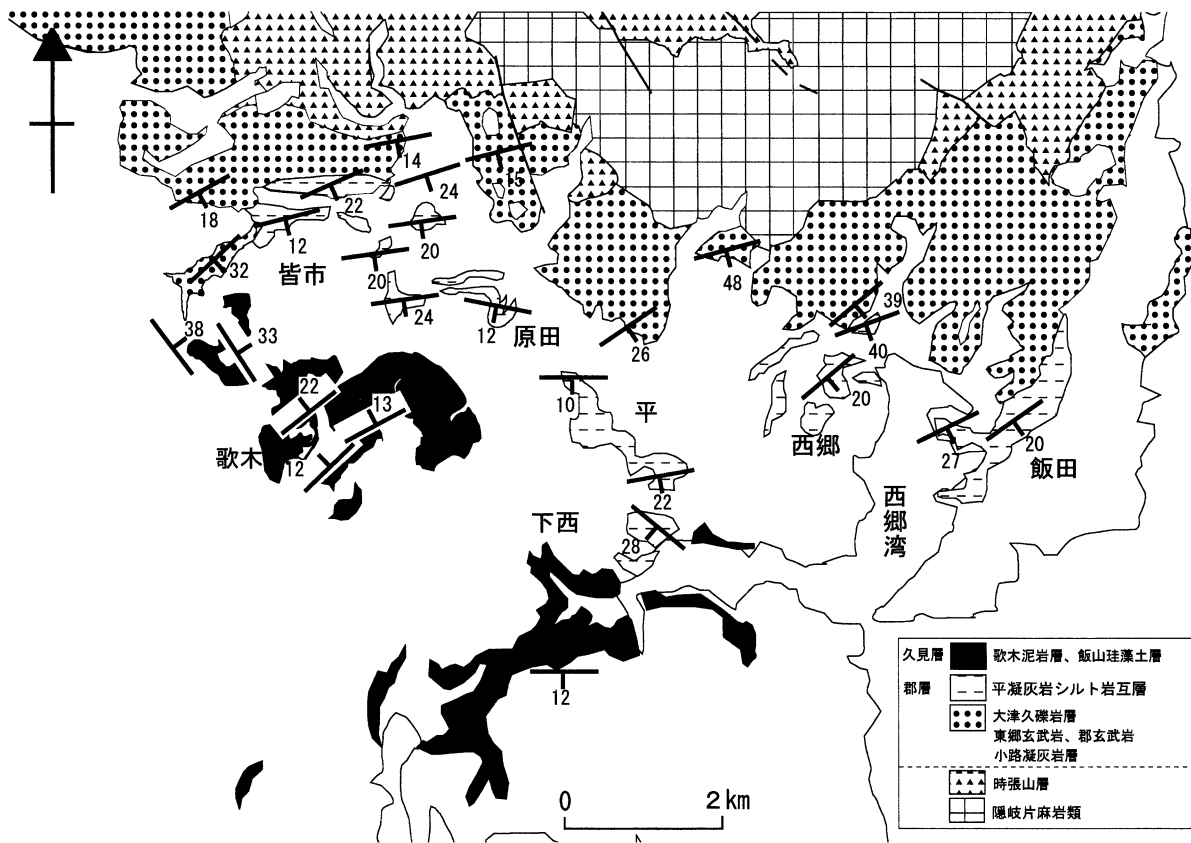 14
15
24
18
22
12
20
32
皆市
20
48
39
38
33
24
12
原田
26
40
22
10
20
13
平
歌木
12
西郷
27
20
飯田
22
西郷湾
下西
28
12
0 2km
久見層 歌木泥岩層、飯山珪藻土層
郡層 平凝灰岩シルト岩互層
大津久礫岩層
東郷玄武岩、郡玄武岩
小路凝灰岩層
時張山層
隠岐片麻岩類